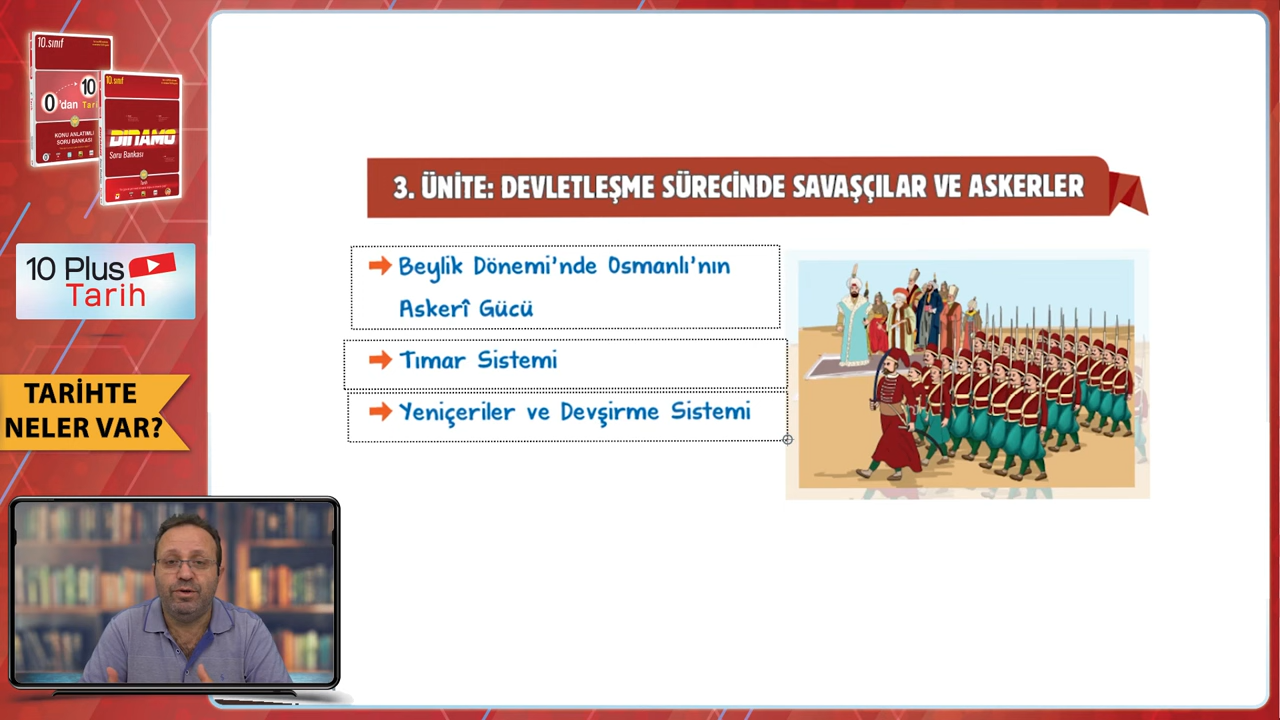 10.sınıf
0'dan 10
Tari
KONU ANLATIMLI
SORU BANKASI
10.sınıf
DİNAMO
Soru Bankası
Tarih
10 Plus
Tarih
TARİHTE
NELER VAR?
3. ÜNİTE: DEVLETLEŞME SÜRECİNDE SAVAŞÇILAR VE ASKERLER
Beylik Dönemi'nde Osmanlı'nın
Askerî Gücü
Tımar Sistemi
Yeniçeriler ve Devşirme Sistemi